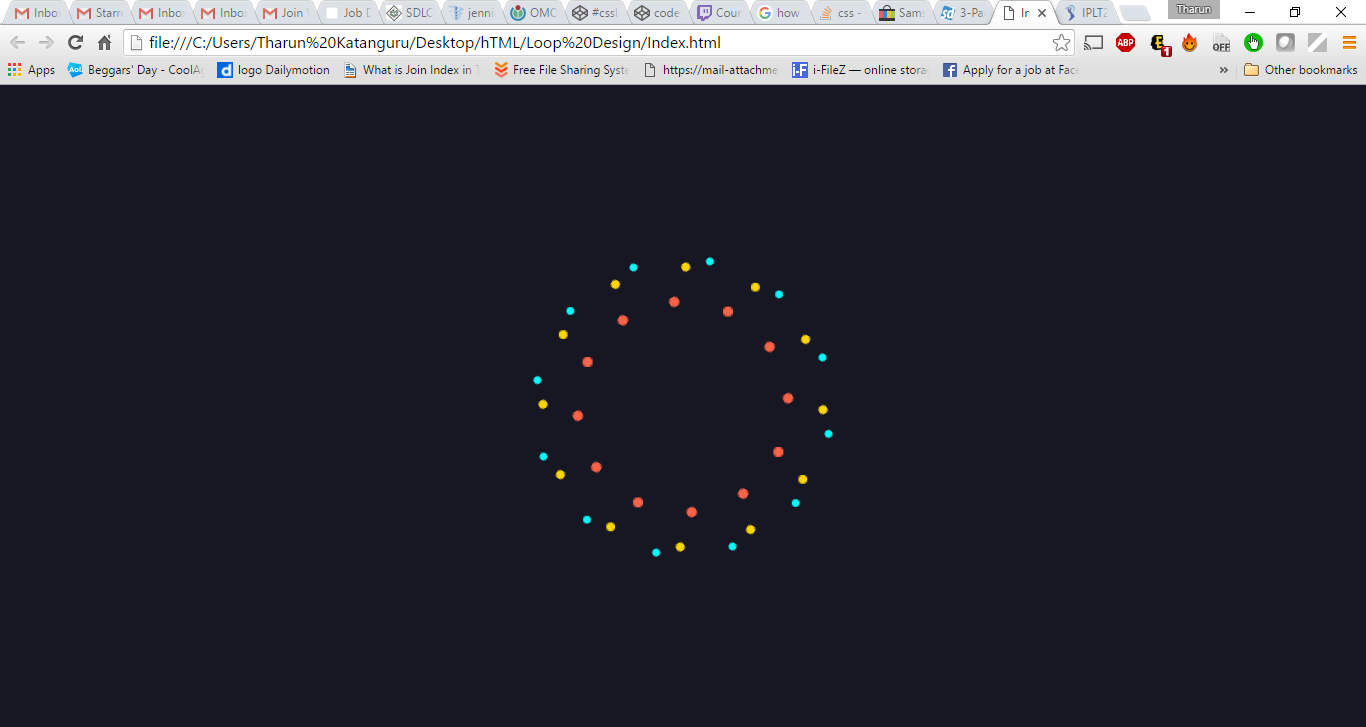 Inbo Starre Inbo Inbo Join Job D SDLC jenni OMC #cssl code Cour how css - Sams 3-Pa In IPLT2 Tharun
file:///C:/Users/Tharun%20Katanguru/Desktop/hTML/Loop%20Design/Index.html ABP 1 OFF
Apps Aol. Beggars' Day - CoolA d logo Dailymotion What is Join Index in T Free File Sharing Syste https://mail-attachme i-F i-FileZ — online stora Apply for a job at Face » Other bookmarks